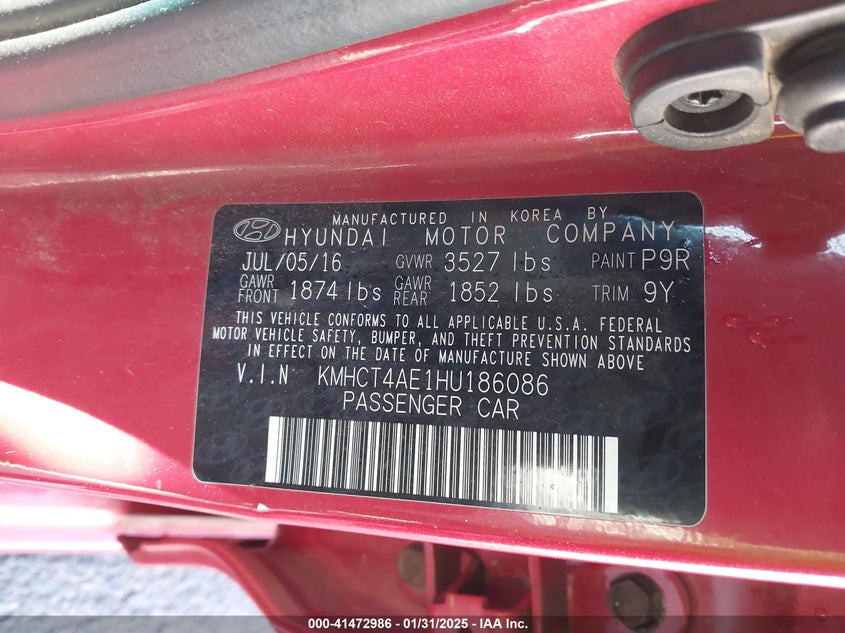 MANUFACTURED IN KOREA BY
HYUNDAI MOTOR COMPANY
JUL/05/16 GVWR 3527 lbs PAINT P9R
GAWR FRONT 1874 lbs GAWR REAR 1852 lbs TRIM 9Y
THIS VEHICLE CONFORMS TO ALL APPLICABLE U.S.A. FEDERAL
MOTOR VEHICLE SAFETY, BUMPER, AND THEFT PREVENTION STANDARDS
IN EFFECT ON THE DATE OF MANUFACTURE SHOWN ABOVE
V.I.N KMHCT4AE1HU186086
PASSENGER CAR
000-41472986 - 01/31/2025 - IAA Inc.